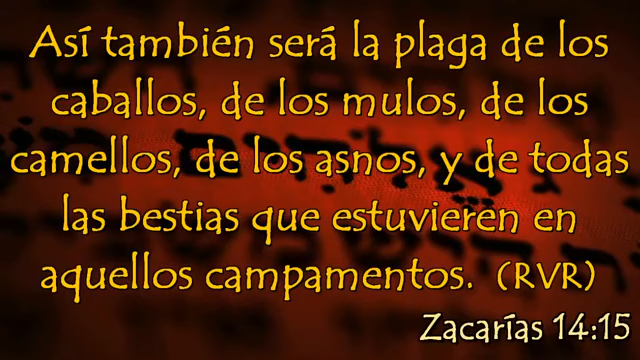 Así también será la plaga de los
caballos, de los mulos, de los
camellos, de los asnos, y de todas
las bestias que estuvieren en
aquellos campamentos. (RVR)
Zacarías 14:15